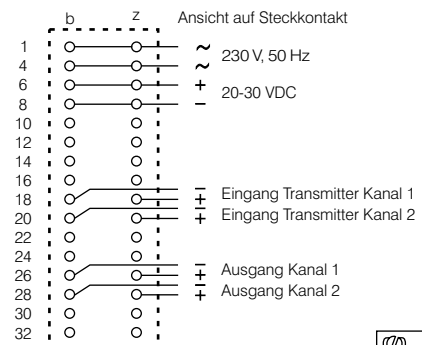 b z Ansicht auf Steckkontakt
1 ~ 230 V, 50 Hz
4 ~
6 + 20-30 VDC
8 −
10
12
14
16
− Eingang Transmitter Kanal 1
18 +
− Eingang Transmitter Kanal 2
20 +
22
24
− Ausgang Kanal 1
26 +
− Ausgang Kanal 2
28 +
30
32